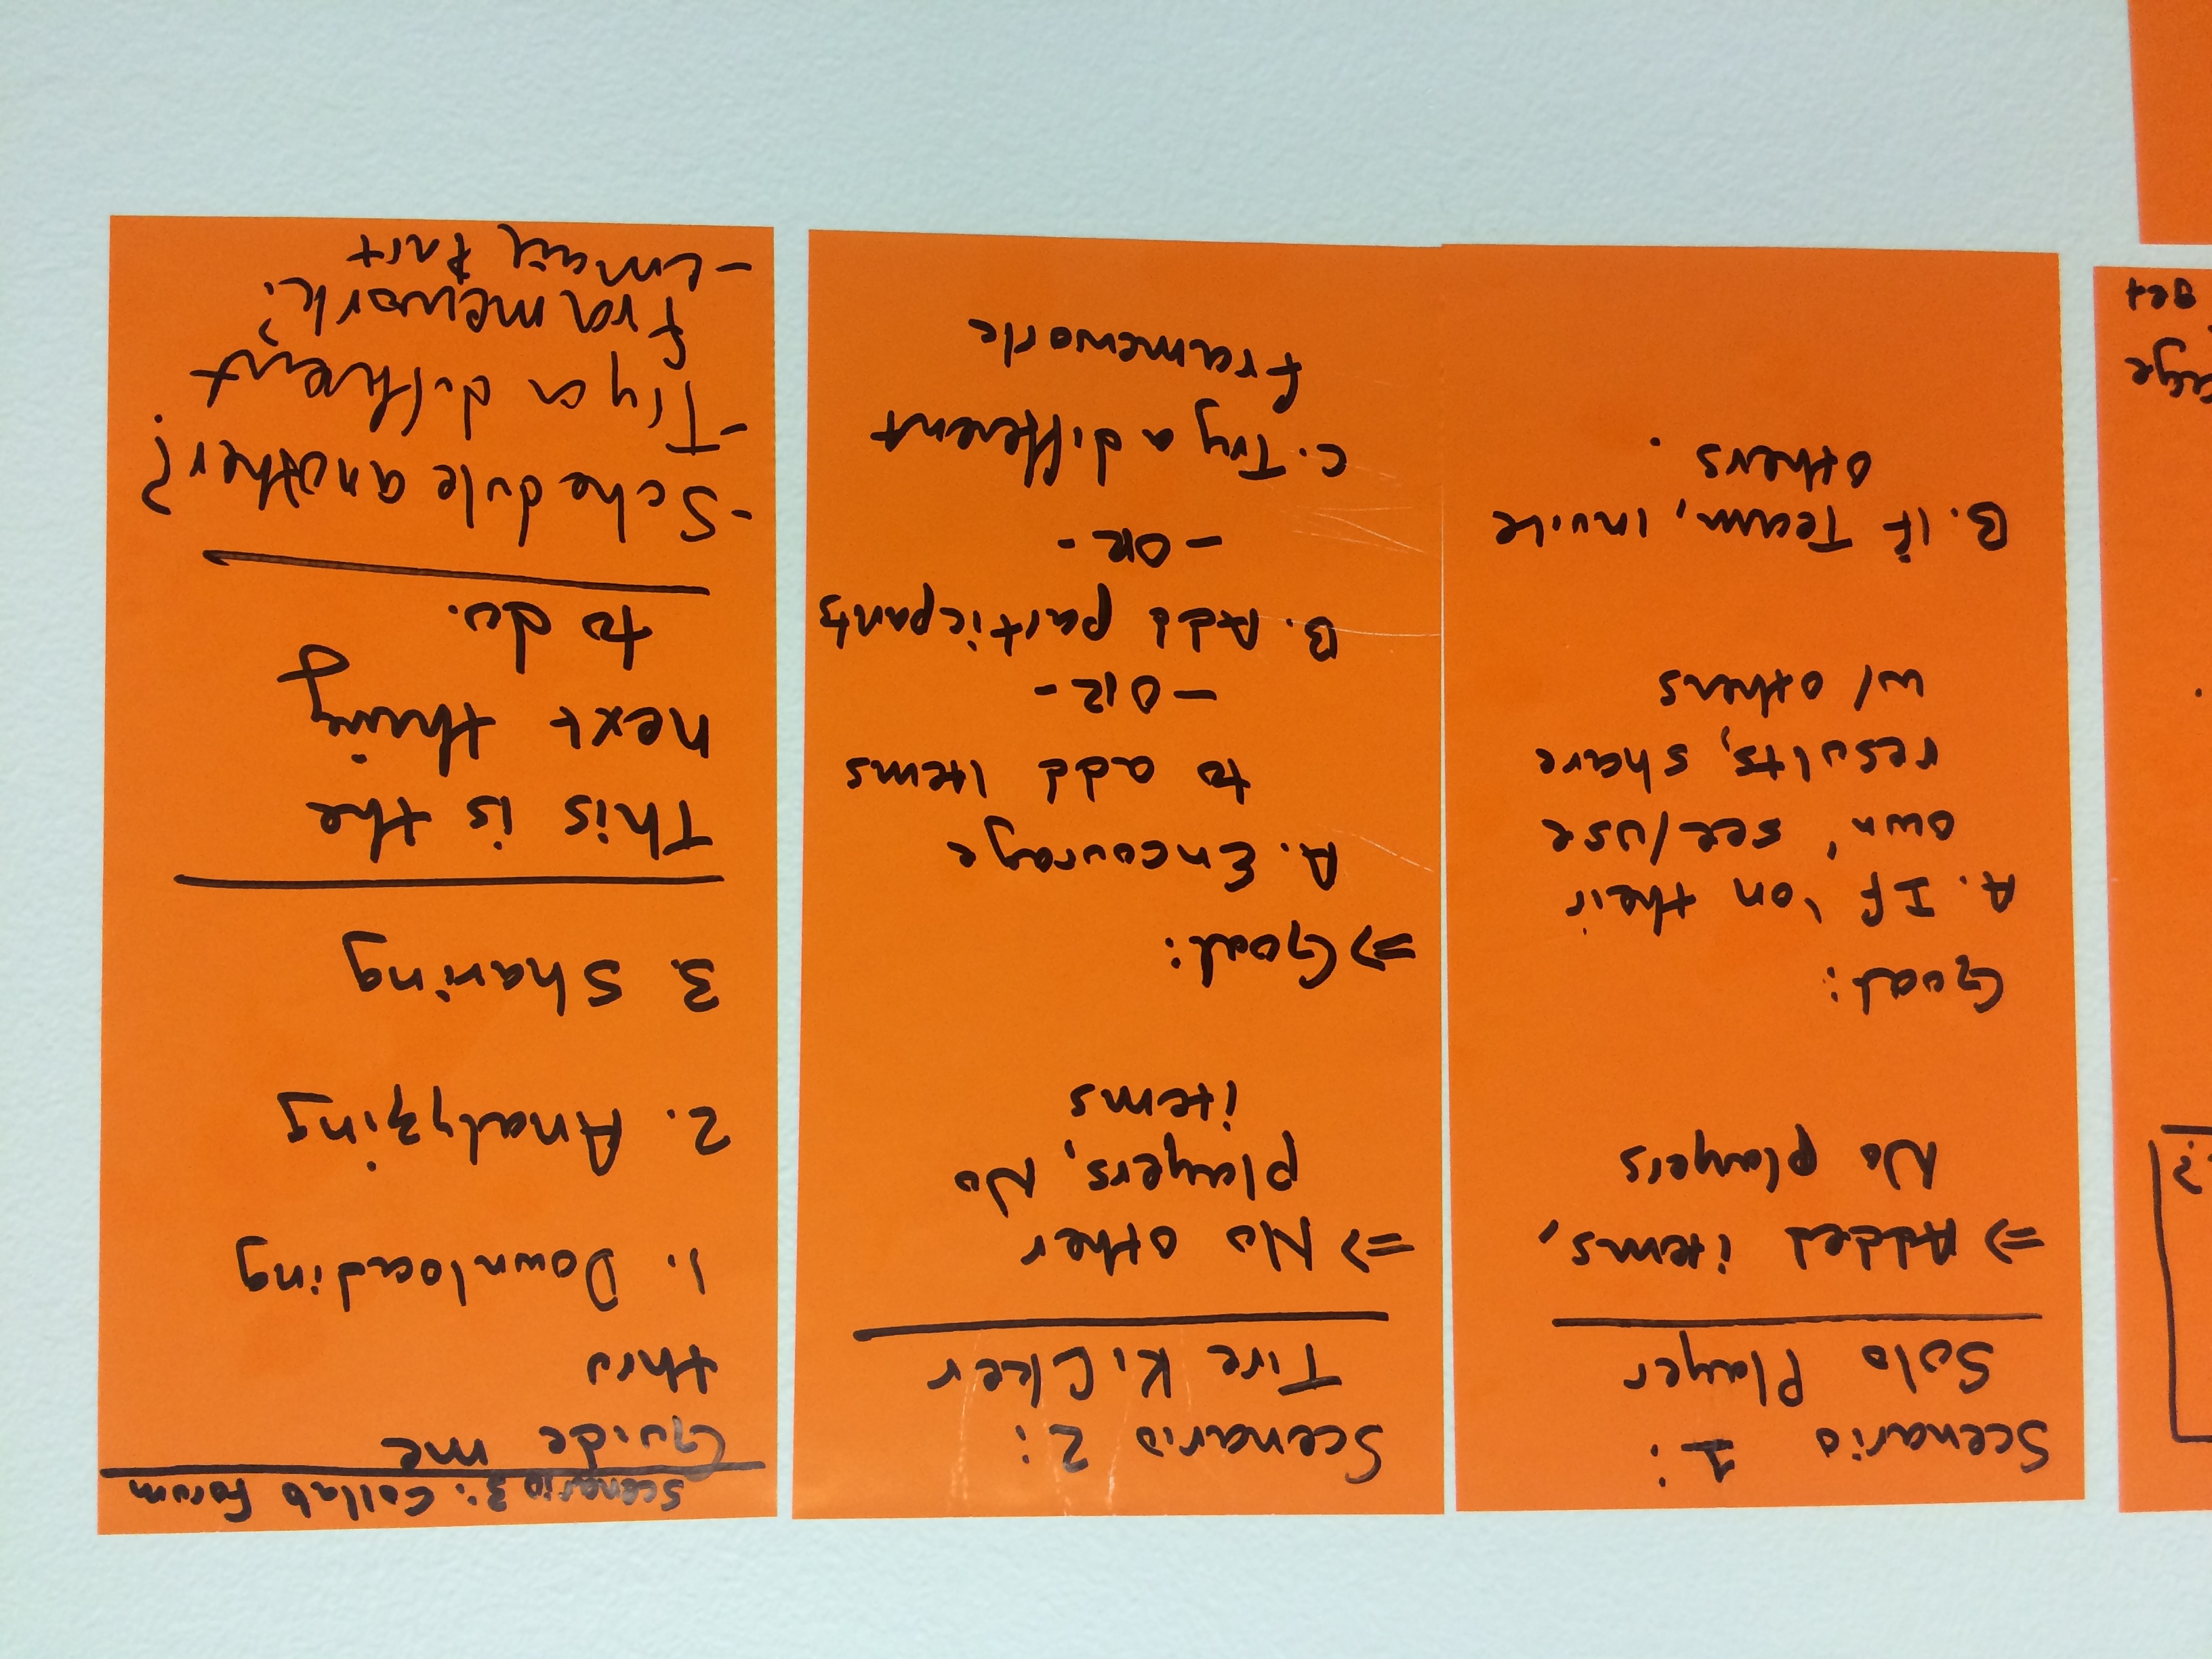 .?
age
get
Scenario 1:
Solo Player
=> Added items,
No players
Goal:
A. If 'on their
own' see/use
results, share
w/ others
B. If Team, invite
others.
Scenario 2:
Tire Kicker
=> No other
players, No
items
=> Goal:
A. Encourage
to add Items
- OR -
B. Add particpants
- OR -
C. Try a different
framework
Scenario 3: Collab Forum
Guide me
thru
1. Downloading
2. Analyzing
3. Sharing
This is the
next thing
to do.
- Schedule another?
- Try a different
framework?
- Email Part